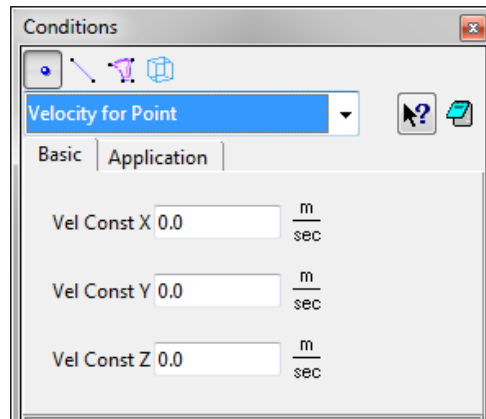 Conditions
Velocity for Point
Basic Application
Vel Const X 0.0 m
sec
Vel Const Y 0.0 m
sec
Vel Const Z 0.0 m
sec